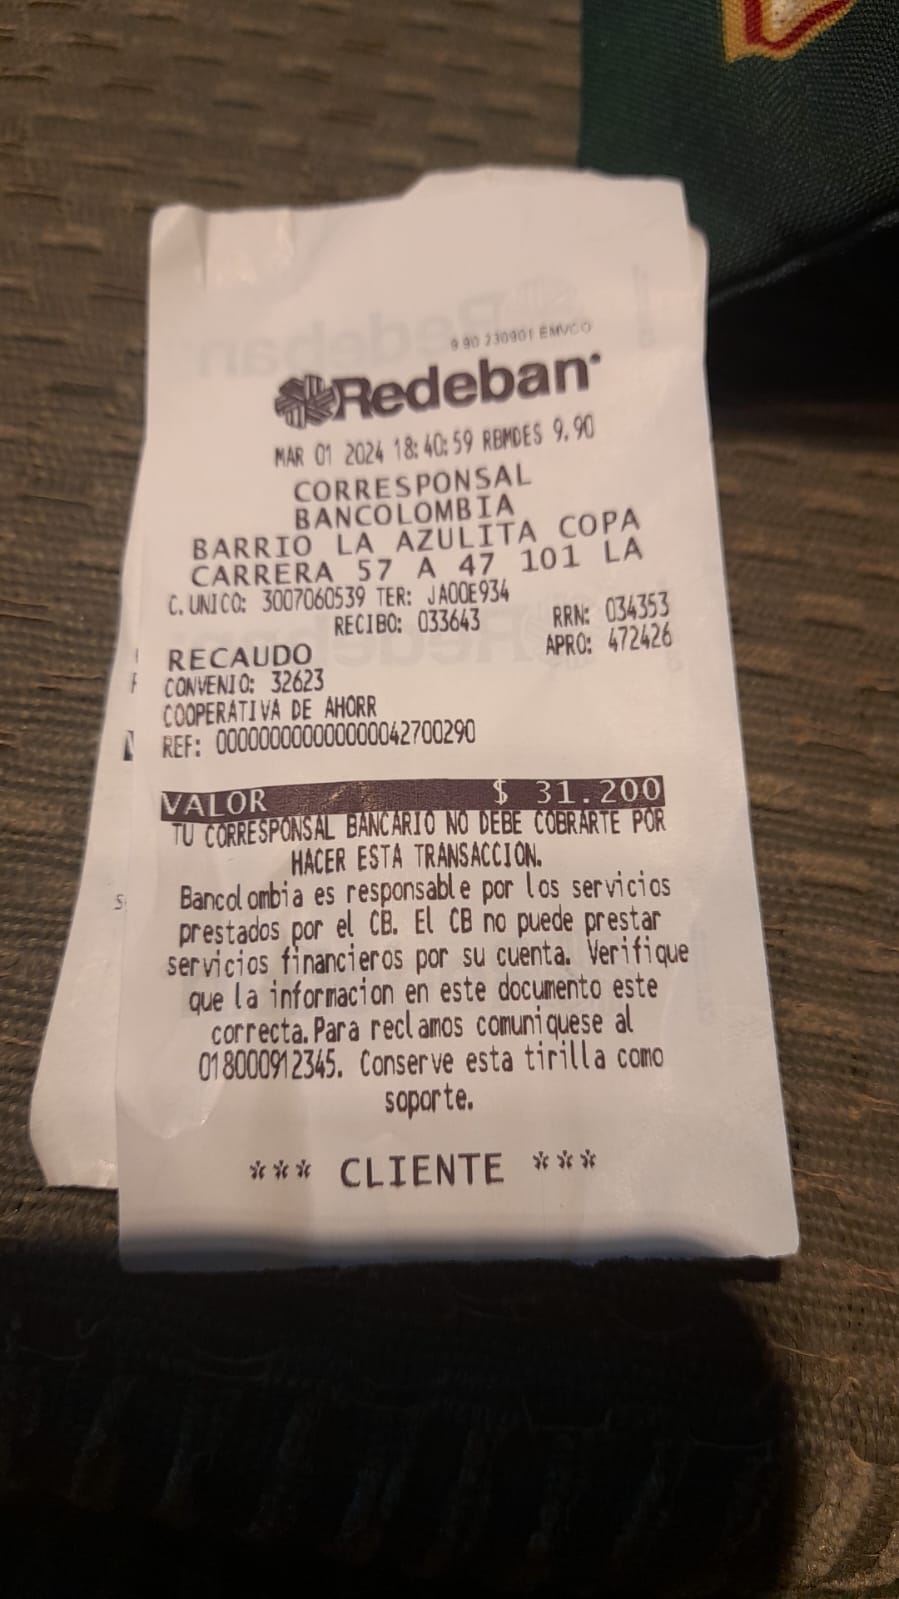 9.90 230901 EMVCO
Redeban
MAR 01 2024 18:40:59 RBMDES 9.90
CORRESPONSAL
BANCOLOMBIA
BARRIO LA AZULITA COPA
CARRERA 57 A 47 101 LA
C. UNICO: 3007060539 TER: JA00E934
RECIBO: 033643 RRN: 034353
RECAUDO APRO: 472426
CONVENIO: 32623
COOPERATIVA DE AHORR
REF: 000000000000000042700290
VALOR $ 31.200
TU CORRESPONSAL BANCARIO NO DEBE COBRARTE POR
HACER ESTA TRANSACCION.
Bancolombia es responsable por los servicios
prestados por el CB. El CB no puede prestar
servicios financieros por su cuenta. Verifique
que la informacion en este documento este
correcta.Para reclamos comuniquese al
018000912345. Conserve esta tirilla como
soporte.
*** CLIENTE ***